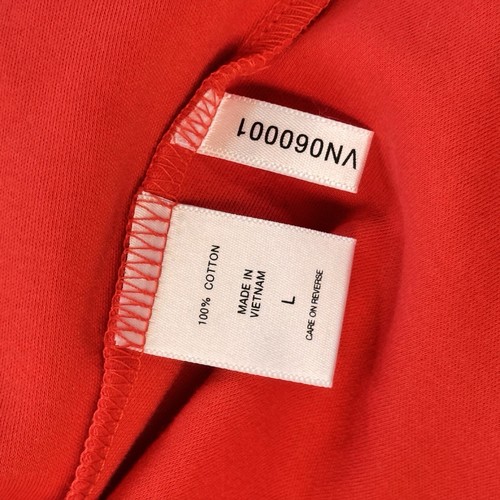 VN060001
100% COTTON
MADE IN
VIETNAM
L
CARE ON REVERSE